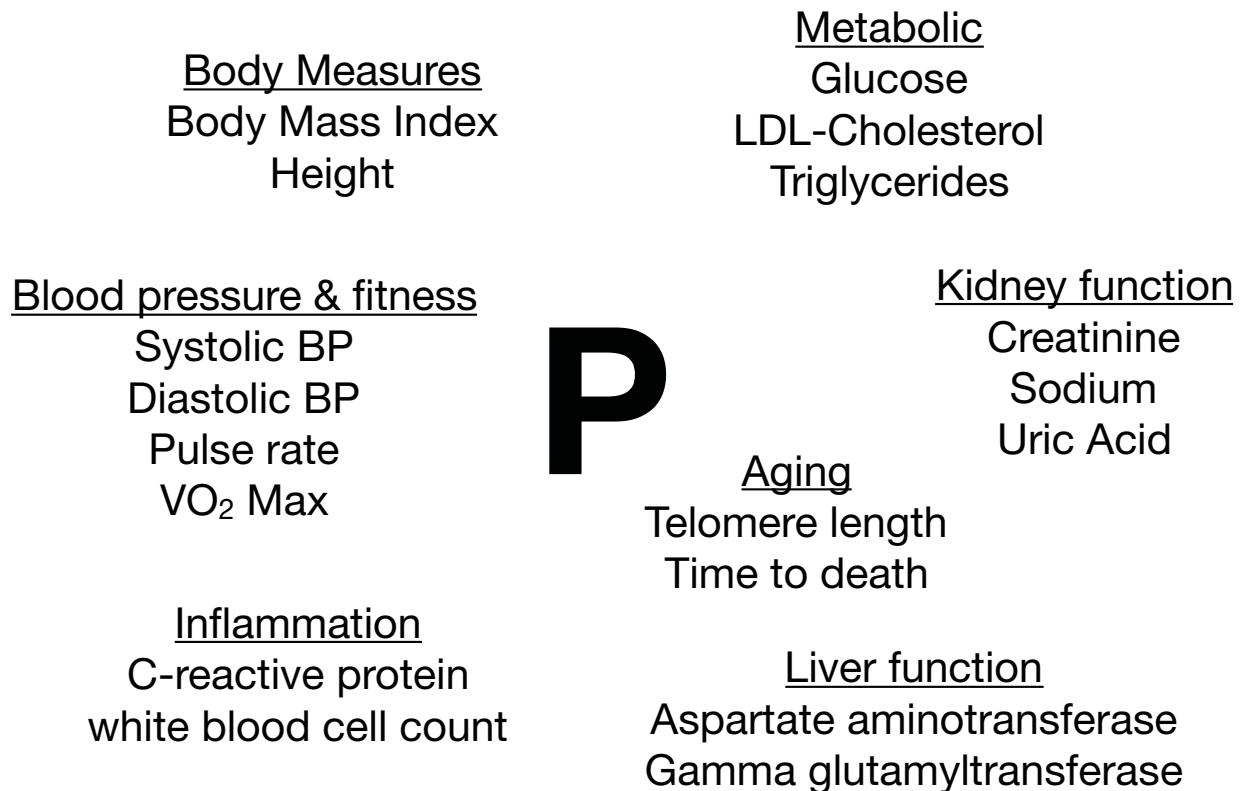 Body Measures
Body Mass Index
Height
Metabolic
Glucose
LDL-Cholesterol
Triglycerides
Blood pressure & fitness
Systolic BP
Diastolic BP
Pulse rate
VO₂ Max
P
Kidney function
Creatinine
Sodium
Uric Acid
Aging
Telomere length
Time to death
Inflammation
C-reactive protein
white blood cell count
Liver function
Aspartate aminotransferase
Gamma glutamyltransferase